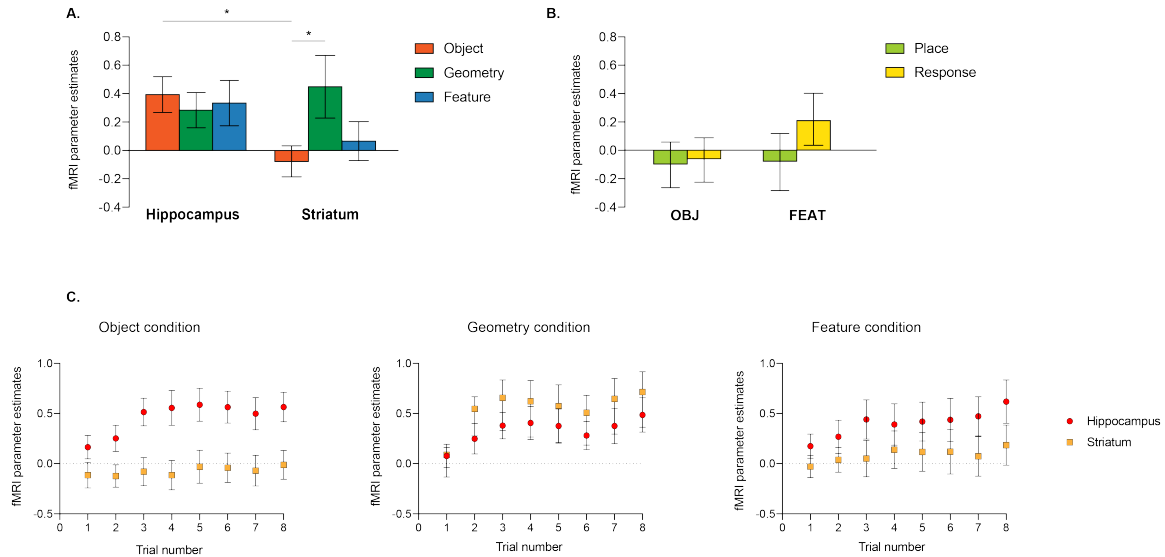 A.
*
*
fMRI parameter estimates
0.8
0.6
0.4
0.2
0.0
-0.2
-0.4
Hippocampus
Striatum
Object
Geometry
Feature
B.
fMRI parameter estimates
0.8
0.6
0.4
0.2
0.0
-0.2
-0.4
OBJ
FEAT
Place
Response
C.
Object condition
fMRI parameter estimates
1.0
0.5
0.0
-0.5
0 1 2 3 4 5 6 7 8
Trial number
Geometry condition
fMRI parameter estimates
1.0
0.5
0.0
-0.5
0 1 2 3 4 5 6 7 8
Trial number
Feature condition
fMRI parameter estimates
1.0
0.5
0.0
-0.5
0 1 2 3 4 5 6 7 8
Trial number
Hippocampus
Striatum